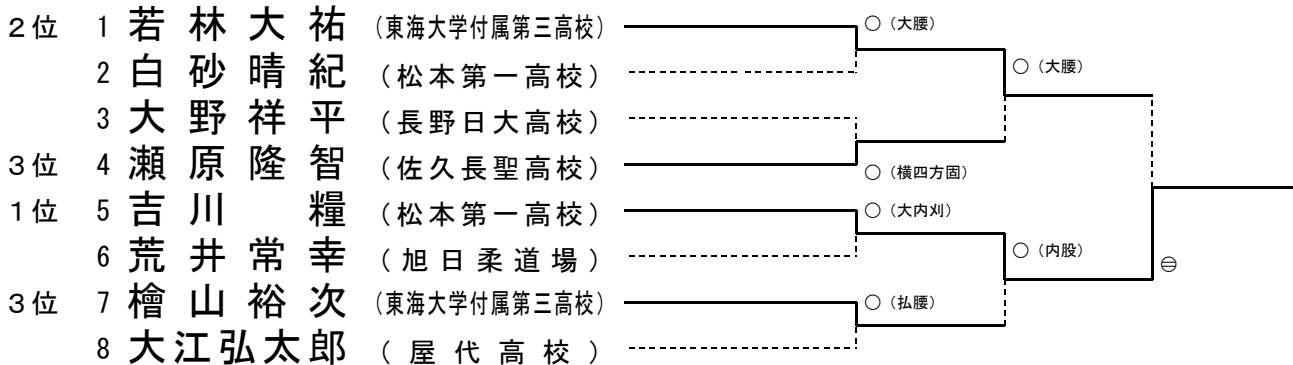 2位 1 若林大祐 (東海大学付属第三高校) ○(大腰)
2 白砂晴紀 (松本第一高校) ○(大腰)
3 大野祥平 (長野日大高校)
3位 4 瀬原隆智 (佐久長聖高校) ○(横四方固)
1位 5 吉川糧 (松本第一高校) ○(大内刈)
6 荒井常幸 (旭日柔道場) ○(内股)
3位 7 檜山裕次 (東海大学付属第三高校) ○(払腰)
8 大江弘太郎 (屋代高校)